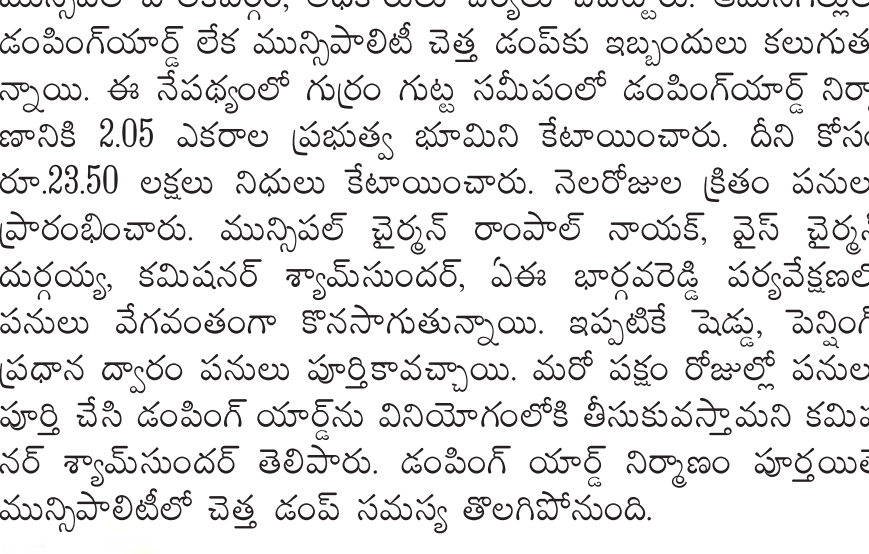 డంపింగ్‌యార్డ్ లేక మున్సిపాలిటీ చెత్త డంప్‌కు ఇబ్బందులు కలుగుత
న్నాయి. ఈ నేపథ్యంలో గుర్రం గుట్ట సమీపంలో డంపింగ్‌యార్డ్ నిర్మా
ణానికి 2.05 ఎకరాల ప్రభుత్వ భూమిని కేటాయించారు. దీని కోసం
రూ.23.50 లక్షలు నిధులు కేటాయించారు. నెలరోజుల క్రితం పనుల
ప్రారంభించారు. మున్సిపల్ చైర్మన్ రాంపాల్ నాయక్, వైస్ చైర్మన్
దుర్గయ్య, కమిషనర్ శ్యామ్‌సుందర్, ఏఈ భార్గవరెడ్డి పర్యవేక్షణలో
పనులు వేగవంతంగా కొనసాగుతున్నాయి. ఇప్పటికే షెడ్డు, పెన్షింగ్
ప్రధాన ద్వారం పనులు పూర్తికావచ్చాయి. మరో పక్షం రోజుల్లో పనుల
పూర్తి చేసి డంపింగ్ యార్డ్‌ను వినియోగంలోకి తీసుకువస్తామని కమిష
నర్ శ్యామ్‌సుందర్ తెలిపారు. డంపింగ్ యార్డ్ నిర్మాణం పూర్తయితే
మున్సిపాలిటీలో చెత్త డంప్ సమస్య తొలగిపోనుంది.